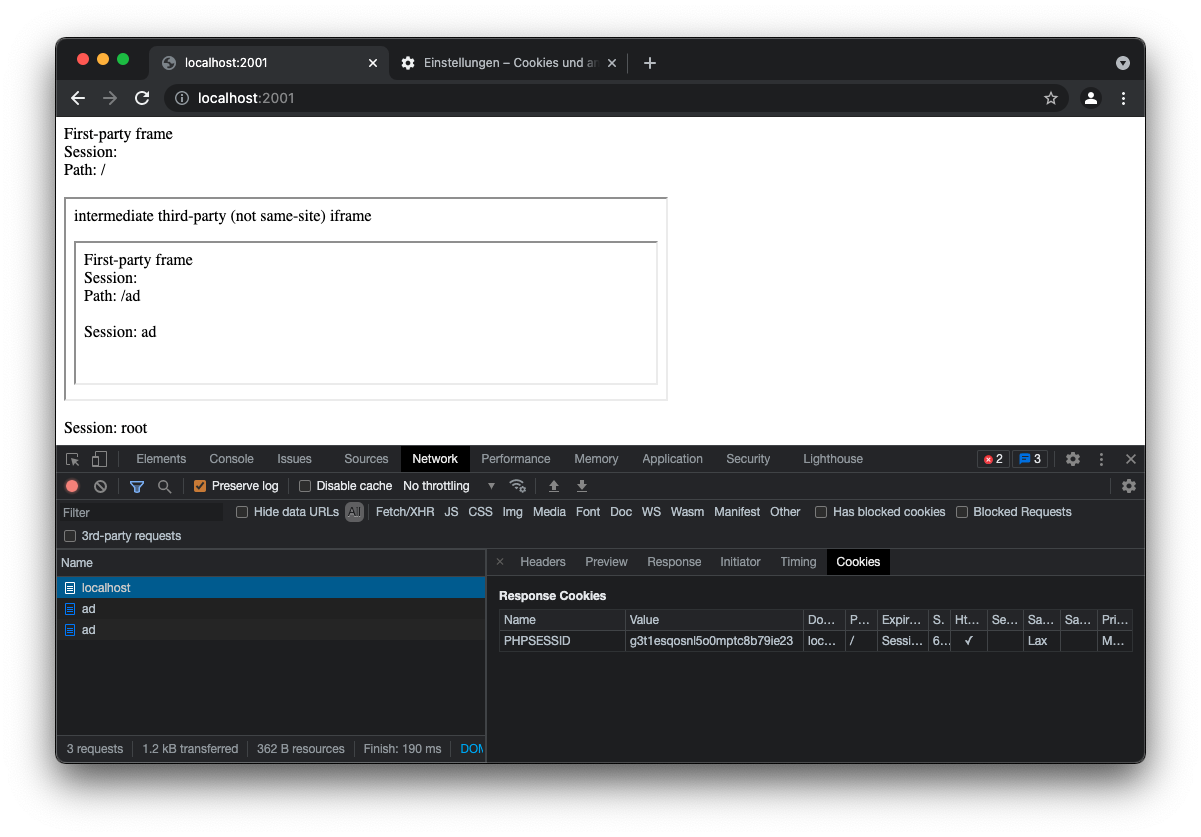 localhost:2001
Einstellungen – Cookies und an
localhost:2001
First-party frame
Session:
Path: /
intermediate third-party (not same-site) iframe
First-party frame
Session:
Path: /ad
Session: ad
Session: root
Elements Console Issues Sources Network Performance Memory Application Security Lighthouse 2 3
Preserve log Disable cache No throttling
Filter Hide data URLs All Fetch/XHR JS CSS Img Media Font Doc WS Wasm Manifest Other Has blocked cookies Blocked Requests
3rd-party requests
Name × Headers Preview Response Initiator Timing Cookies
localhost
ad
ad
Response Cookies
Name Value Do... P... Expir... S. Ht... Se... Sa... Sa... Pri...
PHPSESSID g3t1esqosnl5o0mptc8b79ie23 loc... / Sessi... 6... ✓ Lax M...
3 requests 1.2 kB transferred 362 B resources Finish: 190 ms DOM